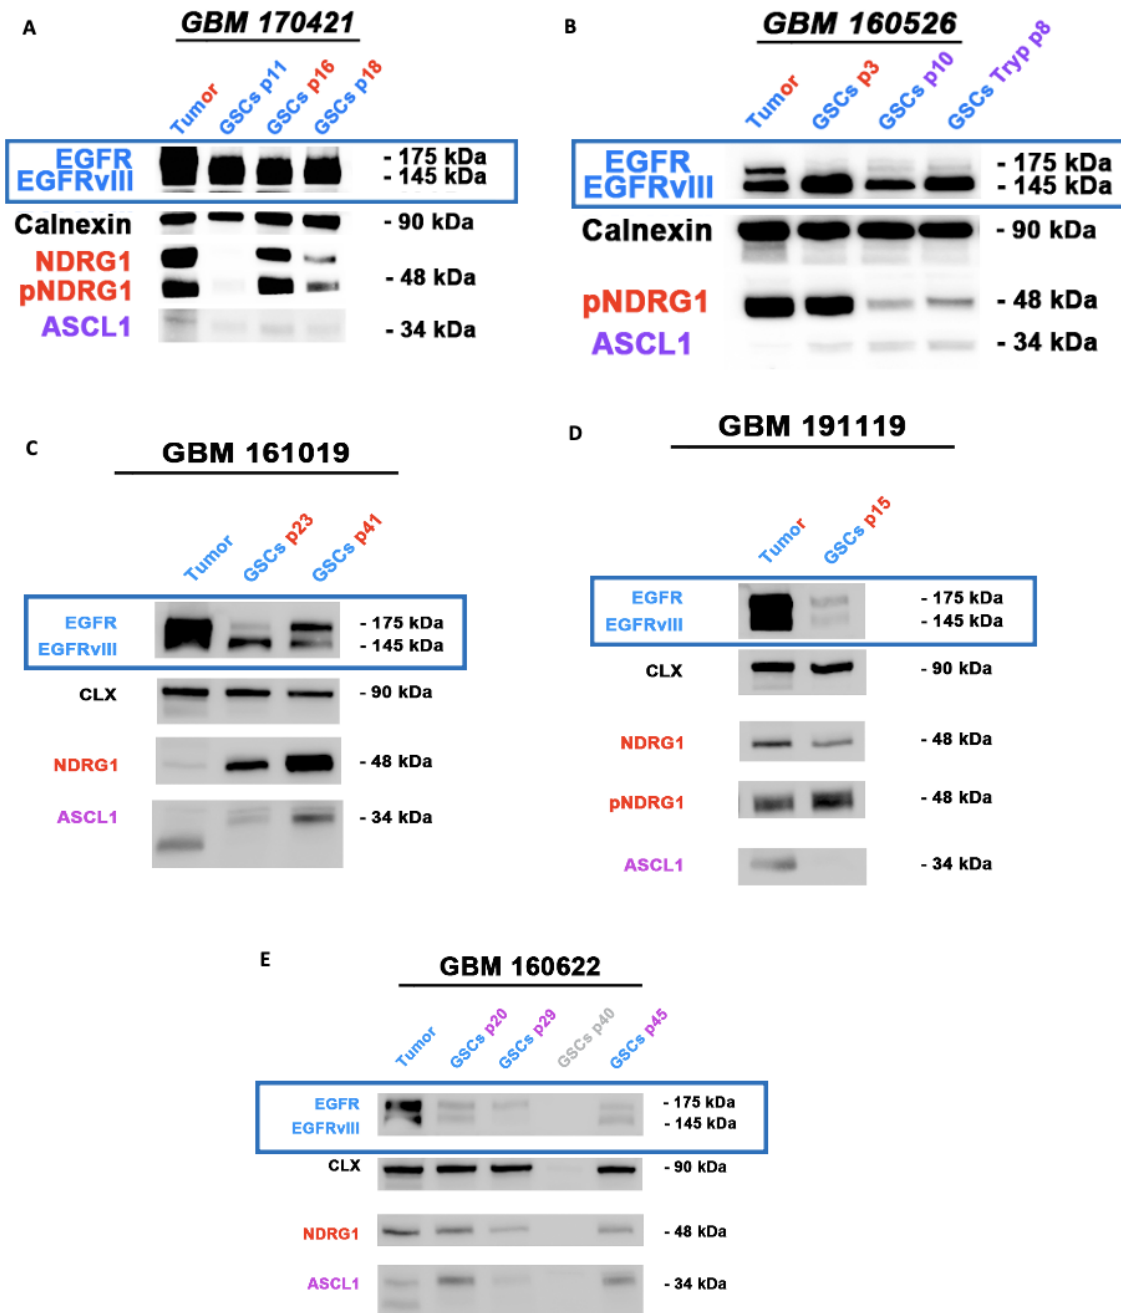 A
GBM 170421
Tumor
GSCs p11
GSCs p16
GSCs p18
EGFR
EGFRvIII
- 175 kDa
- 145 kDa
Calnexin
- 90 kDa
NDRG1
pNDRG1
- 48 kDa
ASCL1
- 34 kDa
B
GBM 160526
Tumor
GSCs p3
GSCs p10
GSCs Tryp p8
EGFR
EGFRvIII
- 175 kDa
- 145 kDa
Calnexin
- 90 kDa
pNDRG1
- 48 kDa
ASCL1
- 34 kDa
C
GBM 161019
Tumor
GSCs p23
GSCs p41
EGFR
- 175 kDa
EGFRvIII
- 145 kDa
CLX
- 90 kDa
NDRG1
- 48 kDa
ASCL1
- 34 kDa
D
GBM 191119
Tumor
GSCs p15
EGFR
- 175 kDa
EGFRvIII
- 145 kDa
CLX
- 90 kDa
NDRG1
- 48 kDa
pNDRG1
- 48 kDa
ASCL1
- 34 kDa
E
GBM 160622
Tumor
GSCs p20
GSCs p29
GSCs p40
GSCs p45
EGFR
- 175 kDa
EGFRvIII
- 145 kDa
CLX
- 90 kDa
NDRG1
- 48 kDa
ASCL1
- 34 kDa